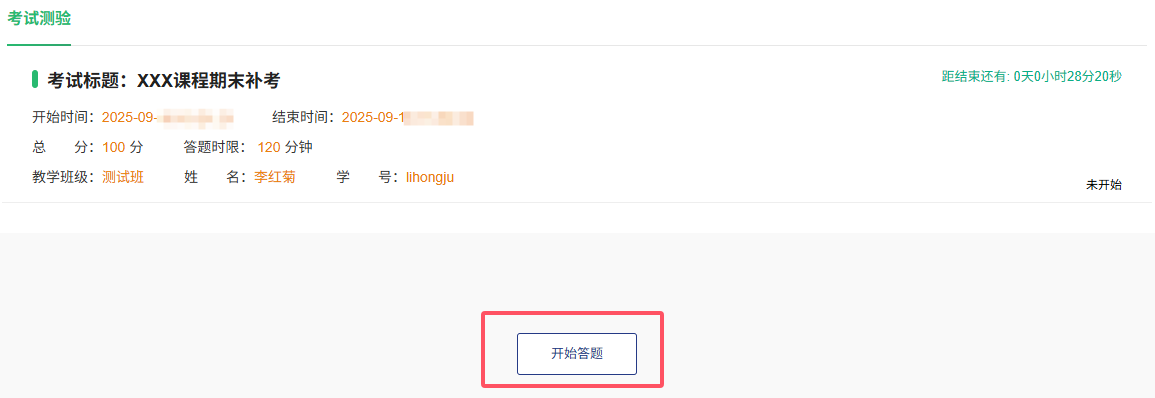 考试测验
考试标题：XXX课程期末补考
距结束还有: 0天0小时28分20秒
开始时间：2025-09- 结束时间：2025-09-1
总 分：100 分 答题时限： 120 分钟
教学班级：测试班 姓 名：李红菊 学 号：lihongju
未开始
开始答题